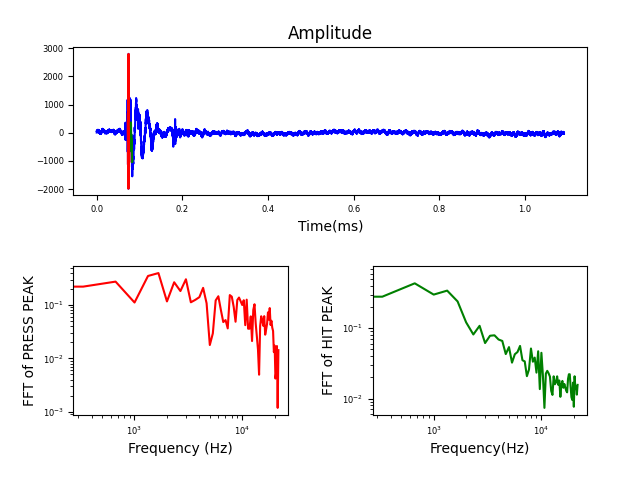 Amplitude
3000
2000
1000
0
−1000
−2000
0.0 0.2 0.4 0.6 0.8 1.0
Time(ms)
FFT of PRESS PEAK
10⁻¹
10⁻²
10⁻³
10³ 10⁴
Frequency (Hz)
FFT of HIT PEAK
10⁻¹
10⁻²
10³ 10⁴
Frequency(Hz)